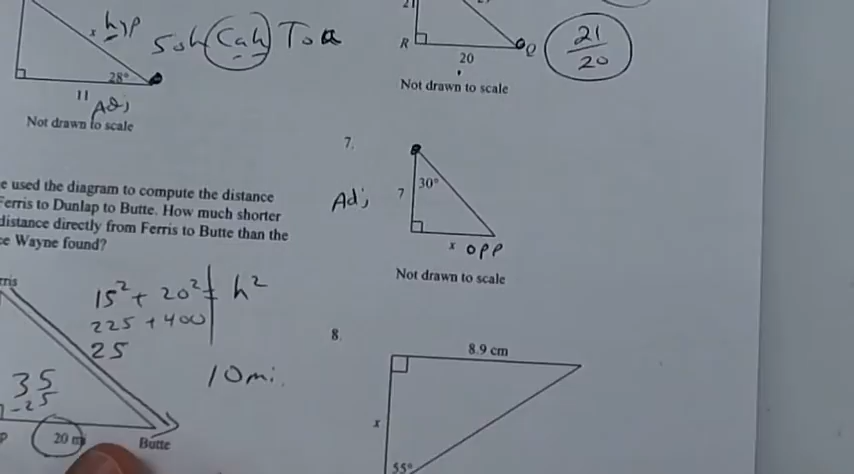 x hyp
Soh Cah Toa
28°
11
Adj
Not drawn to scale
e used the diagram to compute the distance
Ferris to Dunlap to Butte. How much shorter
distance directly from Ferris to Butte than the
ce Wayne found?
rris
15² + 20² = h²
225 + 400
25
10 mi.
35
-25
20 m
Butte
21
R
20
Q
21
20
Not drawn to scale
7.
30°
Adj
7
x opp
Not drawn to scale
8.
8.9 cm
x
55°